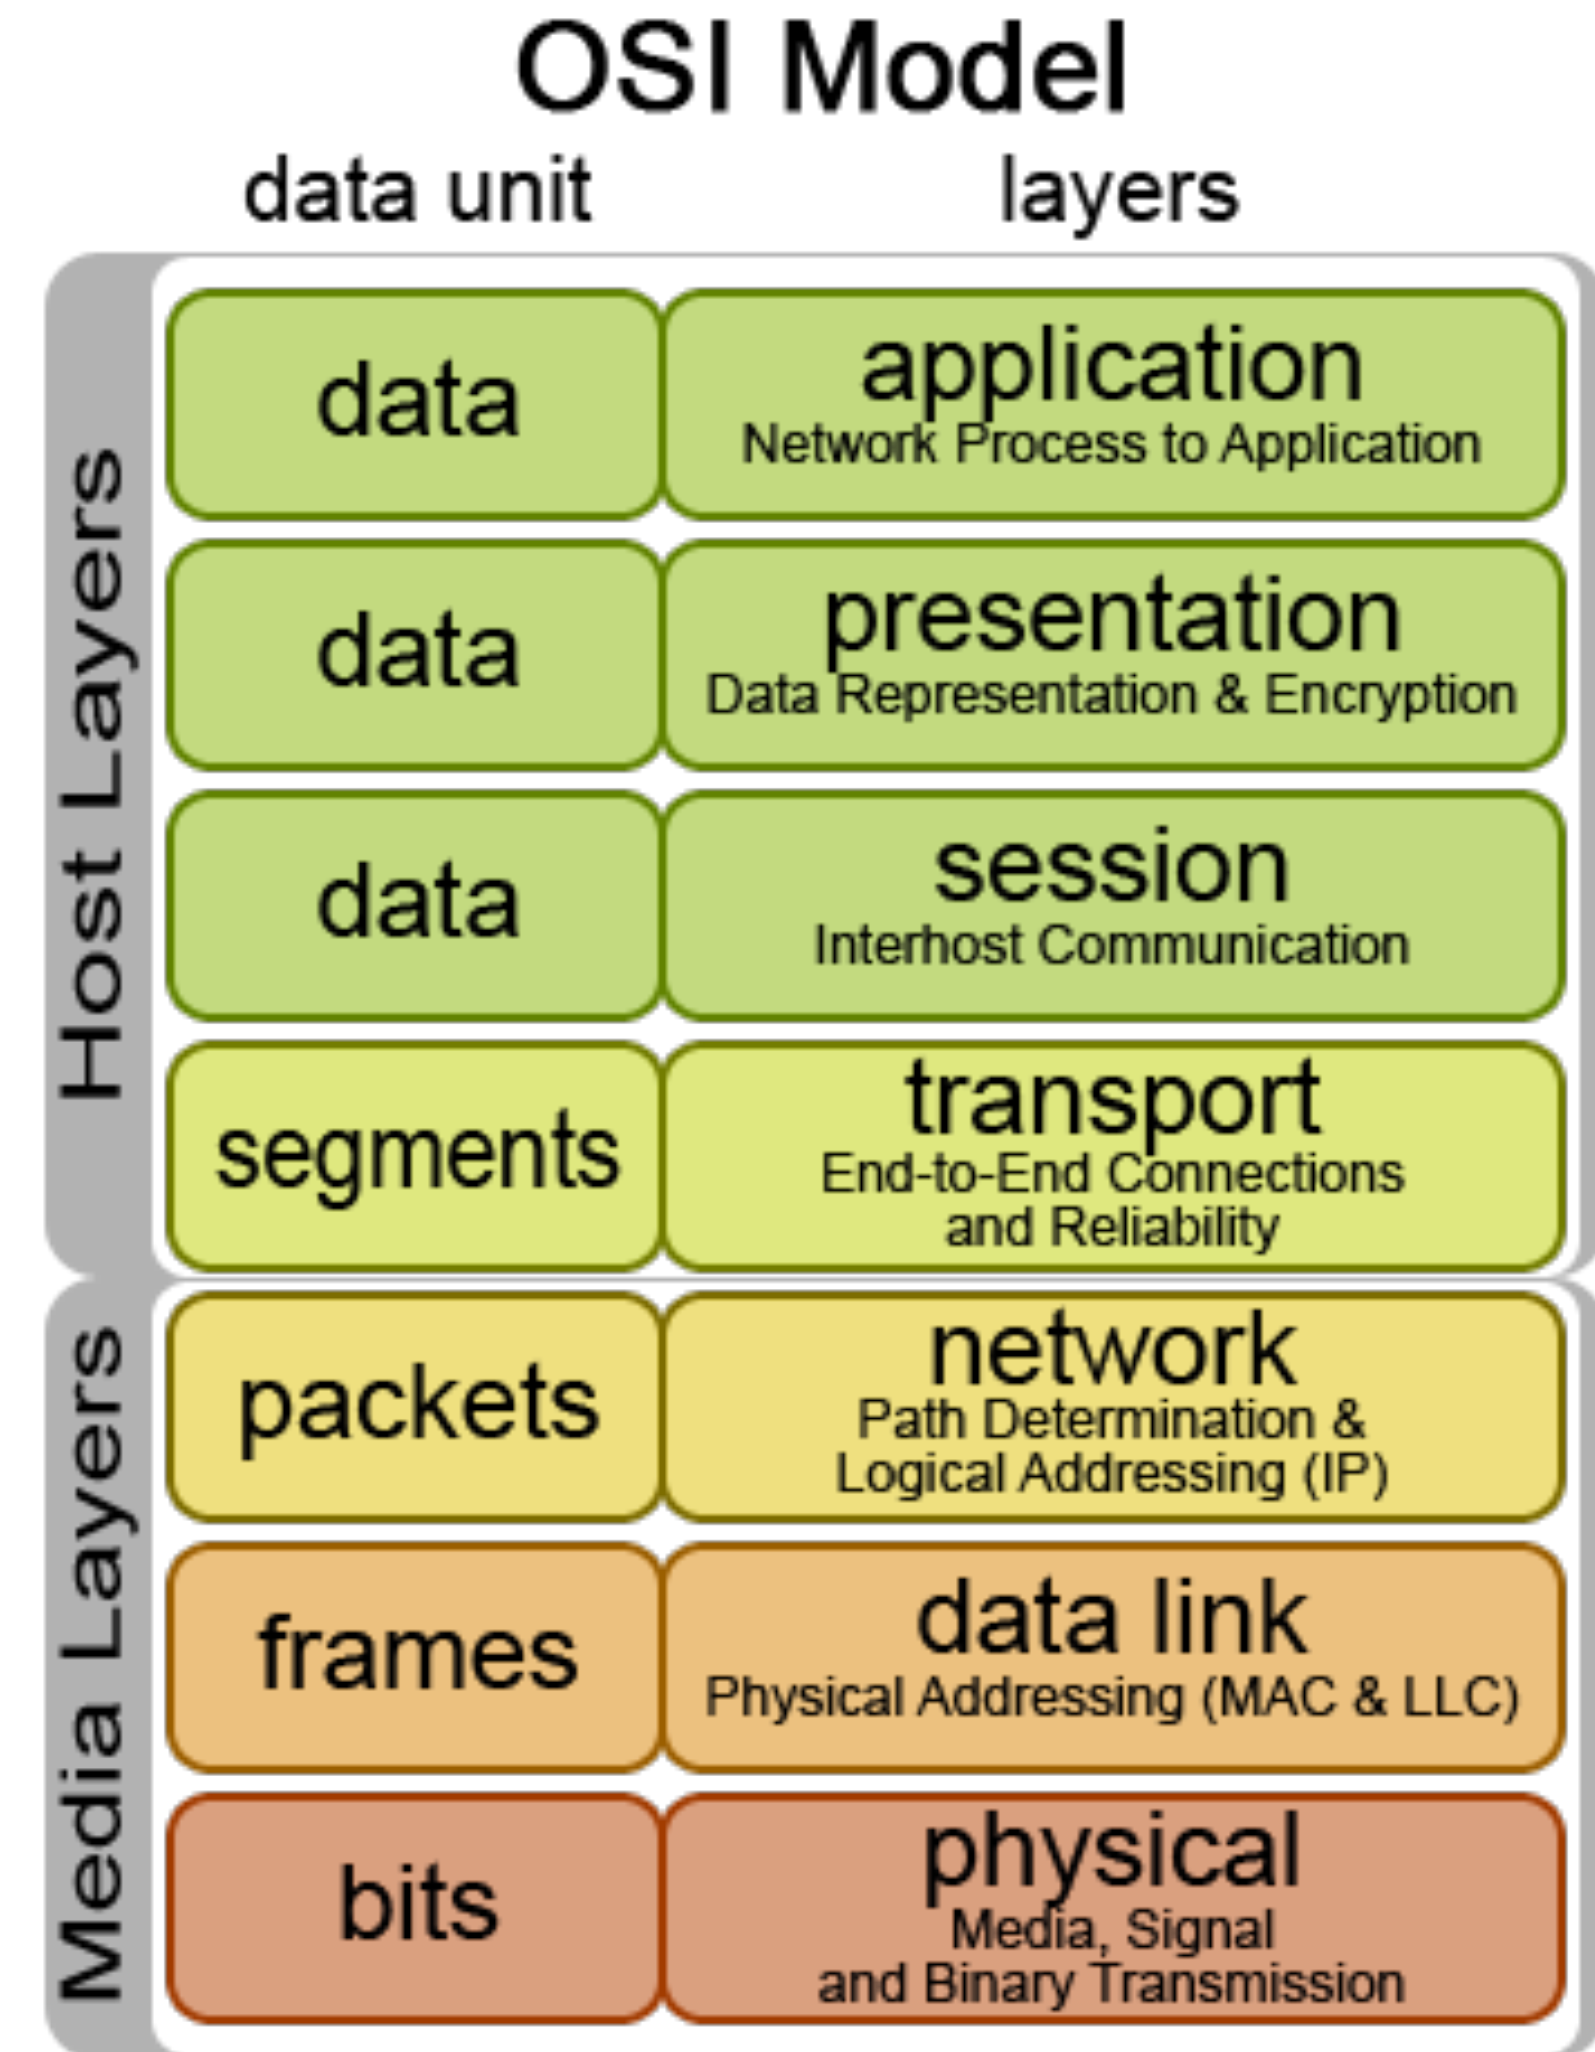 OSI Model
data unit layers
Host Layers
data
application
Network Process to Application
data
presentation
Data Representation & Encryption
data
session
Interhost Communication
segments
transport
End-to-End Connections
and Reliability
Media Layers
packets
network
Path Determination &
Logical Addressing (IP)
frames
data link
Physical Addressing (MAC & LLC)
bits
physical
Media, Signal
and Binary Transmission